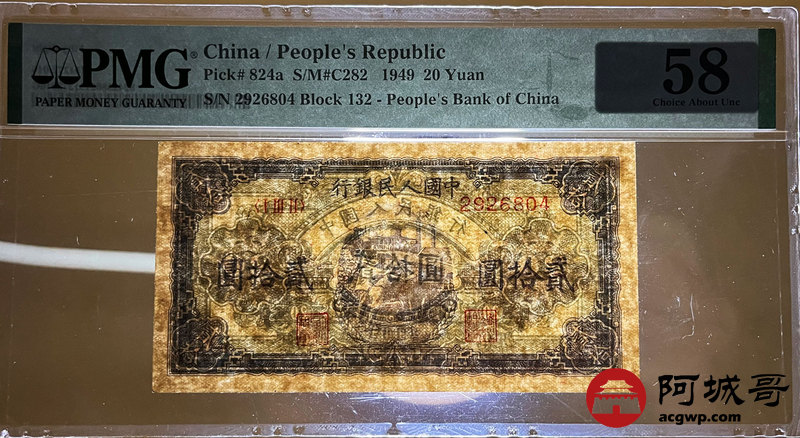 PMG China / People's Republic
Pick# 824a S/M#C282 1949 20 Yuan
PAPER MONEY GUARANTY
S/N 2926804 Block 132 - People's Bank of China
58
Choice About Unc
行銀民人國中
2926804
圓拾貳
圓拾貳
阿城哥
acgwp.com